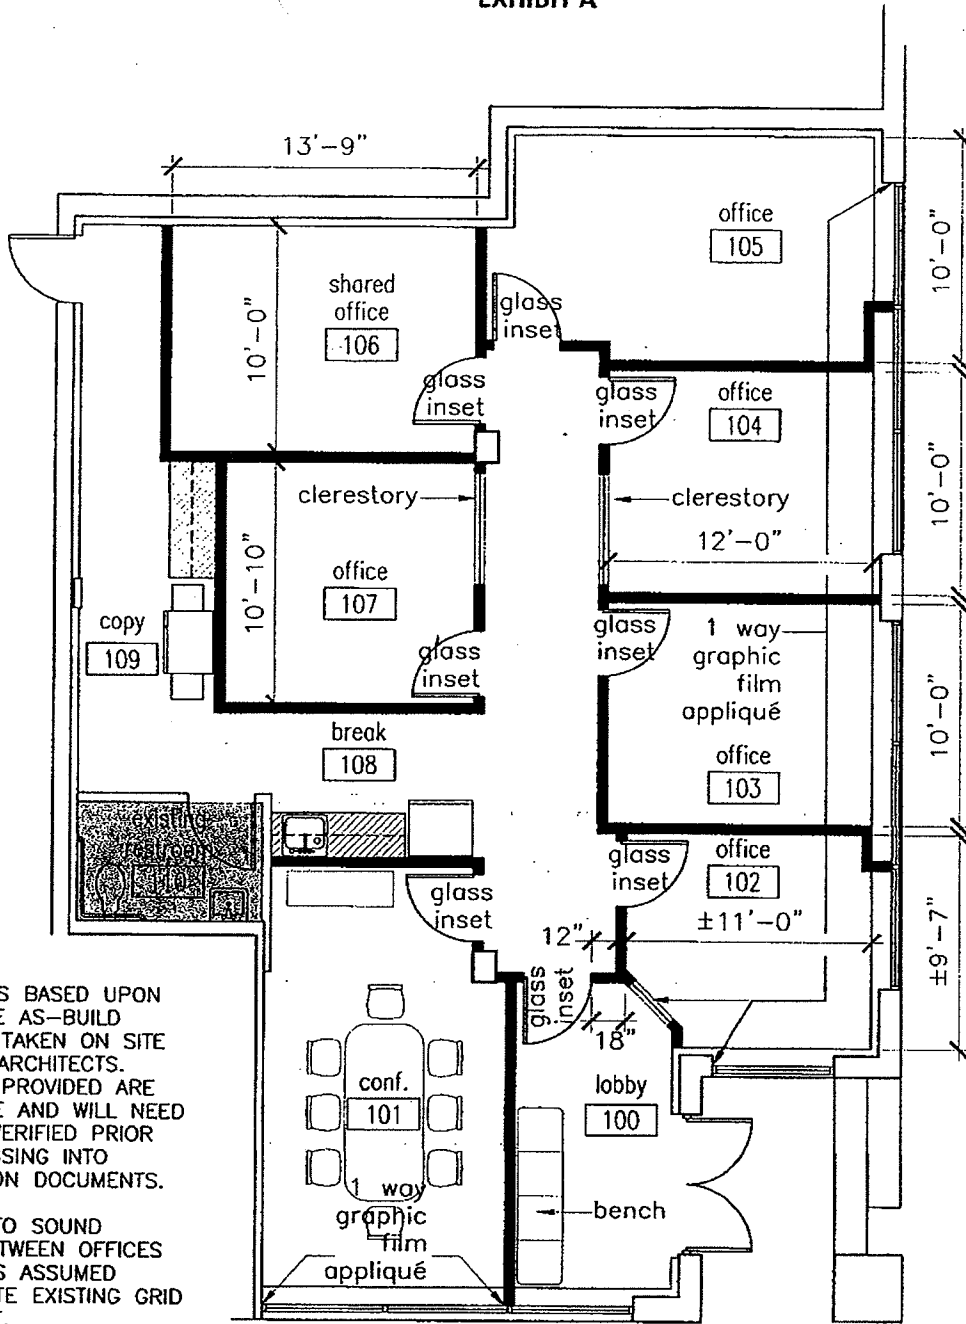 EXHIBIT A
13'-9"
office
105
10'-0"
shared
office
106
10'-0"
glass
inset
glass
inset
glass
inset
office
104
10'-0"
clerestory
clerestory
12'-0"
office
107
10'-10"
glass
inset
glass
inset
1 way
graphic
film
appliqué
copy
109
office
103
10'-0"
break
108
existing
restroom
110
glass
inset
office
102
±11'-0"
±9'-7"
glass
inset
12"
glass
inset
18"
S BASED UPON
E AS-BUILD
TAKEN ON SITE
ARCHITECTS.
PROVIDED ARE
E AND WILL NEED
VERIFIED PRIOR
SSING INTO
ON DOCUMENTS.
TO SOUND
TWEEN OFFICES
S ASSUMED
TE EXISTING GRID
conf.
101
lobby
100
1 way
graphic
film
appliqué
bench